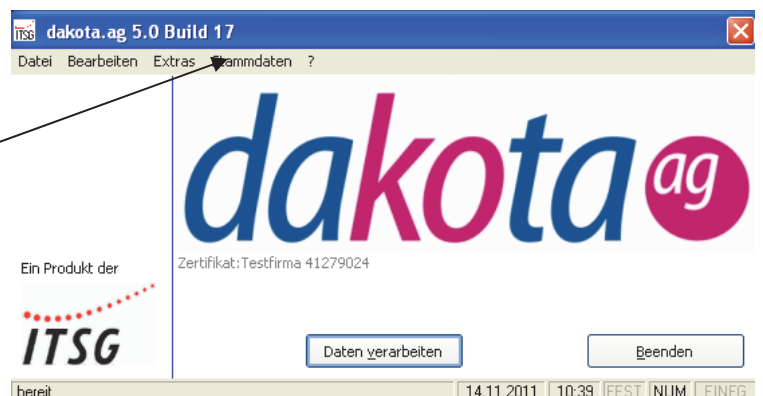 ITSG dakota.ag 5.0 Build 17
Datei Bearbeiten Extras Stammdaten ?
dakota ag
Ein Produkt der
Zertifikat:Testfirma 41279024
ITSG
Daten verarbeiten Beenden
bereit 14.11.2011 10:39 FEST NUM EINFG